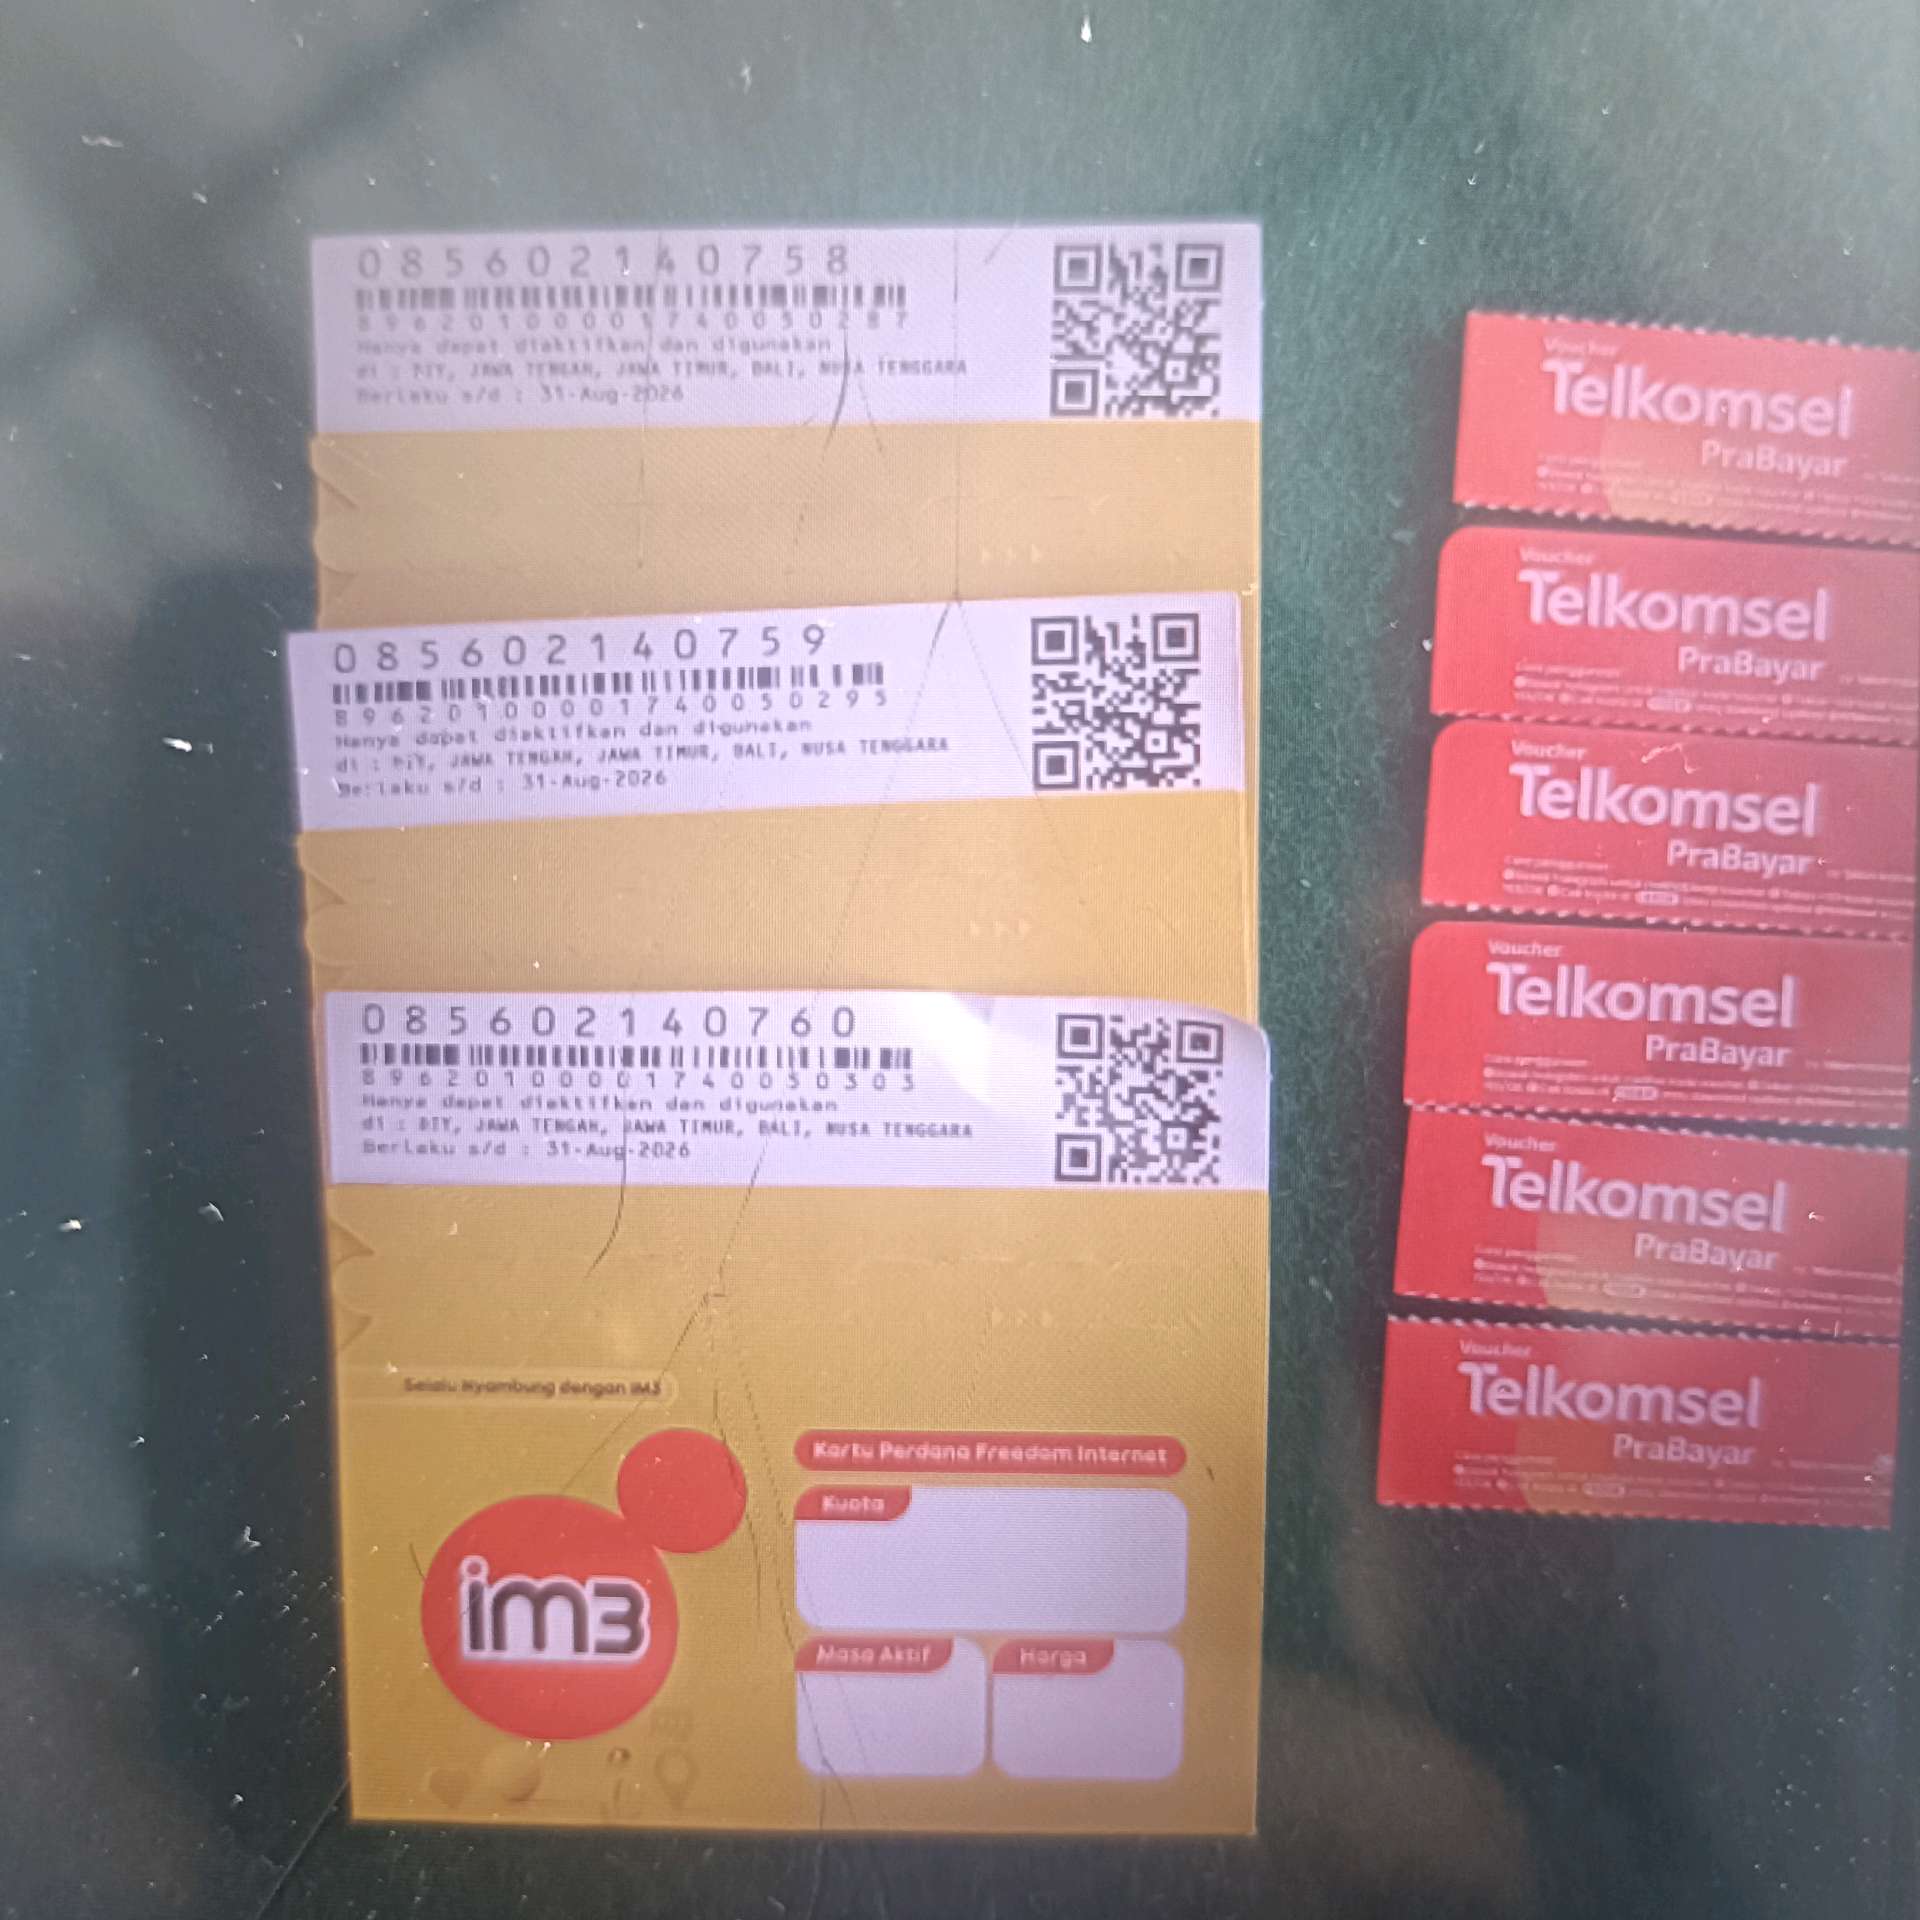 085602140758
89620100001740050287
Hanya dapat diaktifkan dan digunakan
di : DIY, JAWA TENGAH, JAWA TIMUR, BALI, NUSA TENGGARA
Berlaku s/d : 31-Aug-2026
085602140759
89620100001740050295
Hanya dapat diaktifkan dan digunakan
di : DIY, JAWA TENGAH, JAWA TIMUR, BALI, NUSA TENGGARA
Berlaku s/d : 31-Aug-2026
085602140760
89620100001740050303
Hanya dapat diaktifkan dan digunakan
di : DIY, JAWA TENGAH, JAWA TIMUR, BALI, NUSA TENGGARA
Berlaku s/d : 31-Aug-2026
Selalu Nyambung dengan IM3
im3
Kartu Perdana Freedom Internet
Kuota
Masa Aktif
Harga
Voucher
Telkomsel
PraBayar
Voucher
Telkomsel
PraBayar
Voucher
Telkomsel
PraBayar
Voucher
Telkomsel
PraBayar
Voucher
Telkomsel
PraBayar
Voucher
Telkomsel
PraBayar